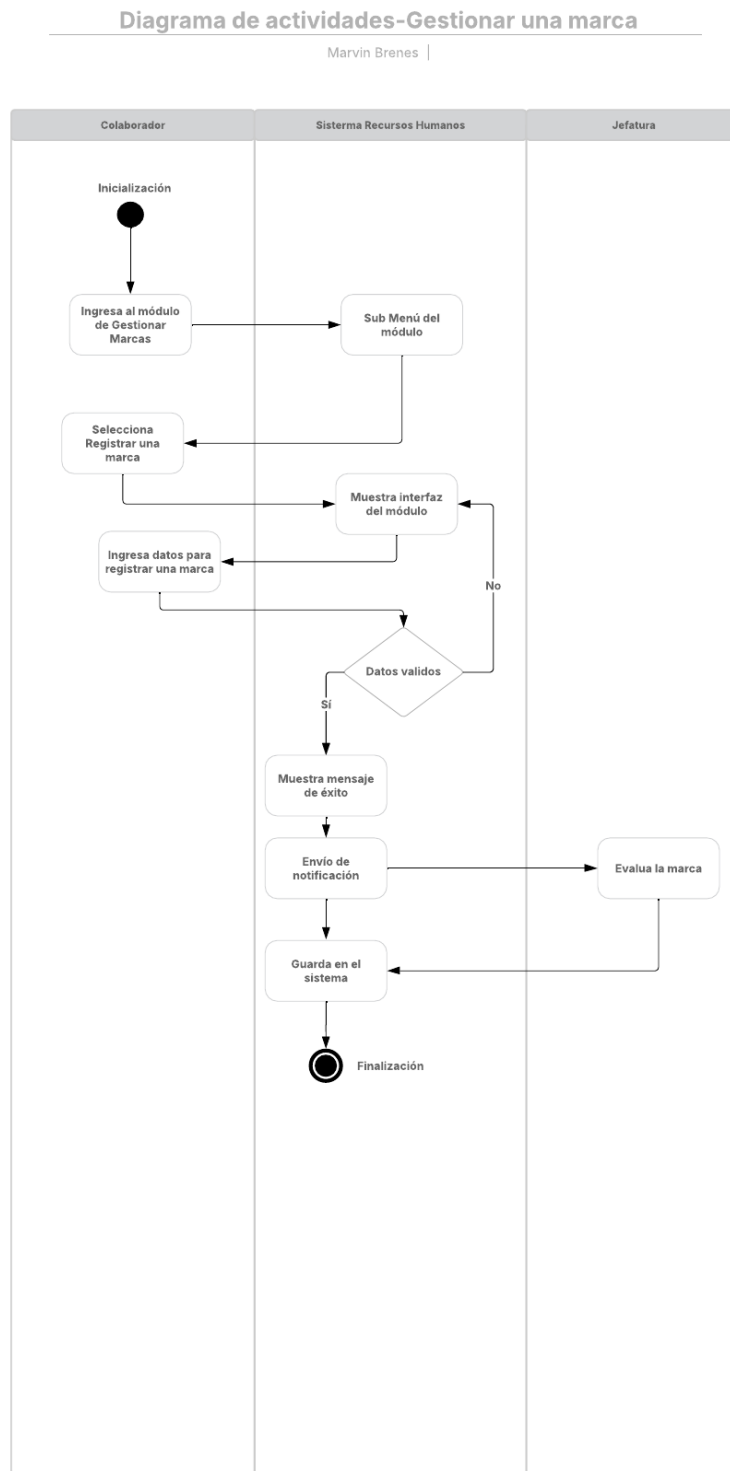 Diagrama de actividades-Gestionar una marca
Marvin Brenes |
Colaborador
Sisterma Recursos Humanos
Jefatura
Inicialización
Ingresa al módulo
de Gestionar
Marcas
Sub Menú del
módulo
Selecciona
Registrar una
marca
Muestra interfaz
del módulo
Ingresa datos para
registrar una marca
No
Datos validos
Sí
Muestra mensaje
de éxito
Envío de
notificación
Evalua la marca
Guarda en el
sistema
Finalización